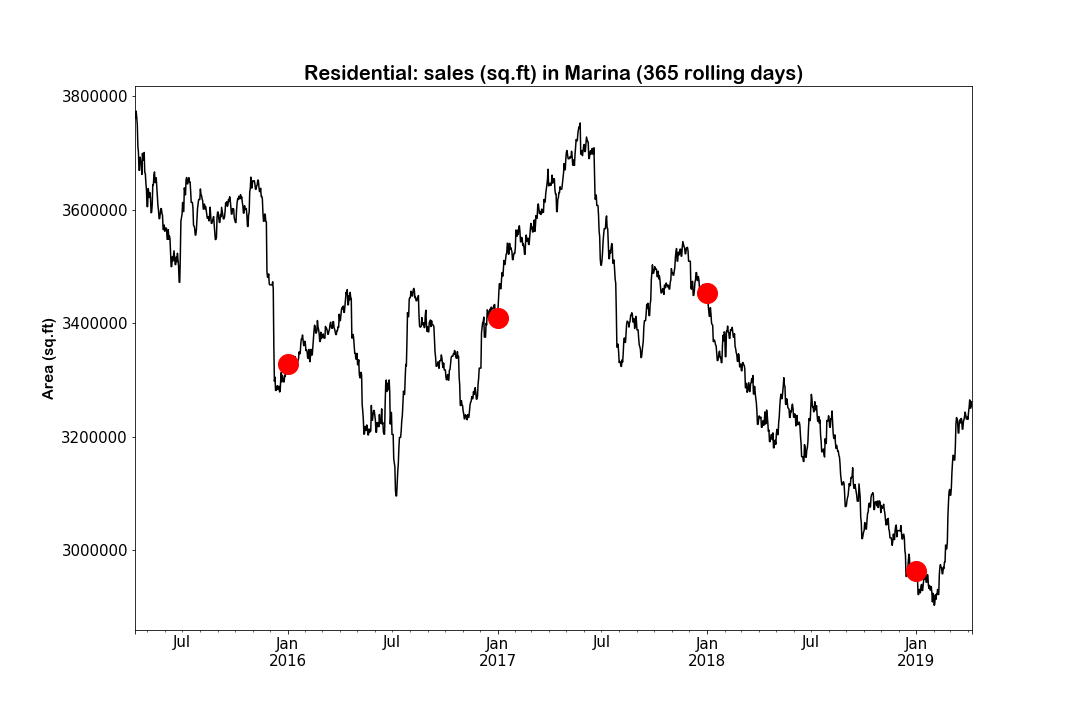 Residential: sales (sq.ft) in Marina (365 rolling days)
3800000
3600000
3400000
3200000
3000000
Area (sq.ft)
Jul
Jan
2016
Jul
Jan
2017
Jul
Jan
2018
Jul
Jan
2019